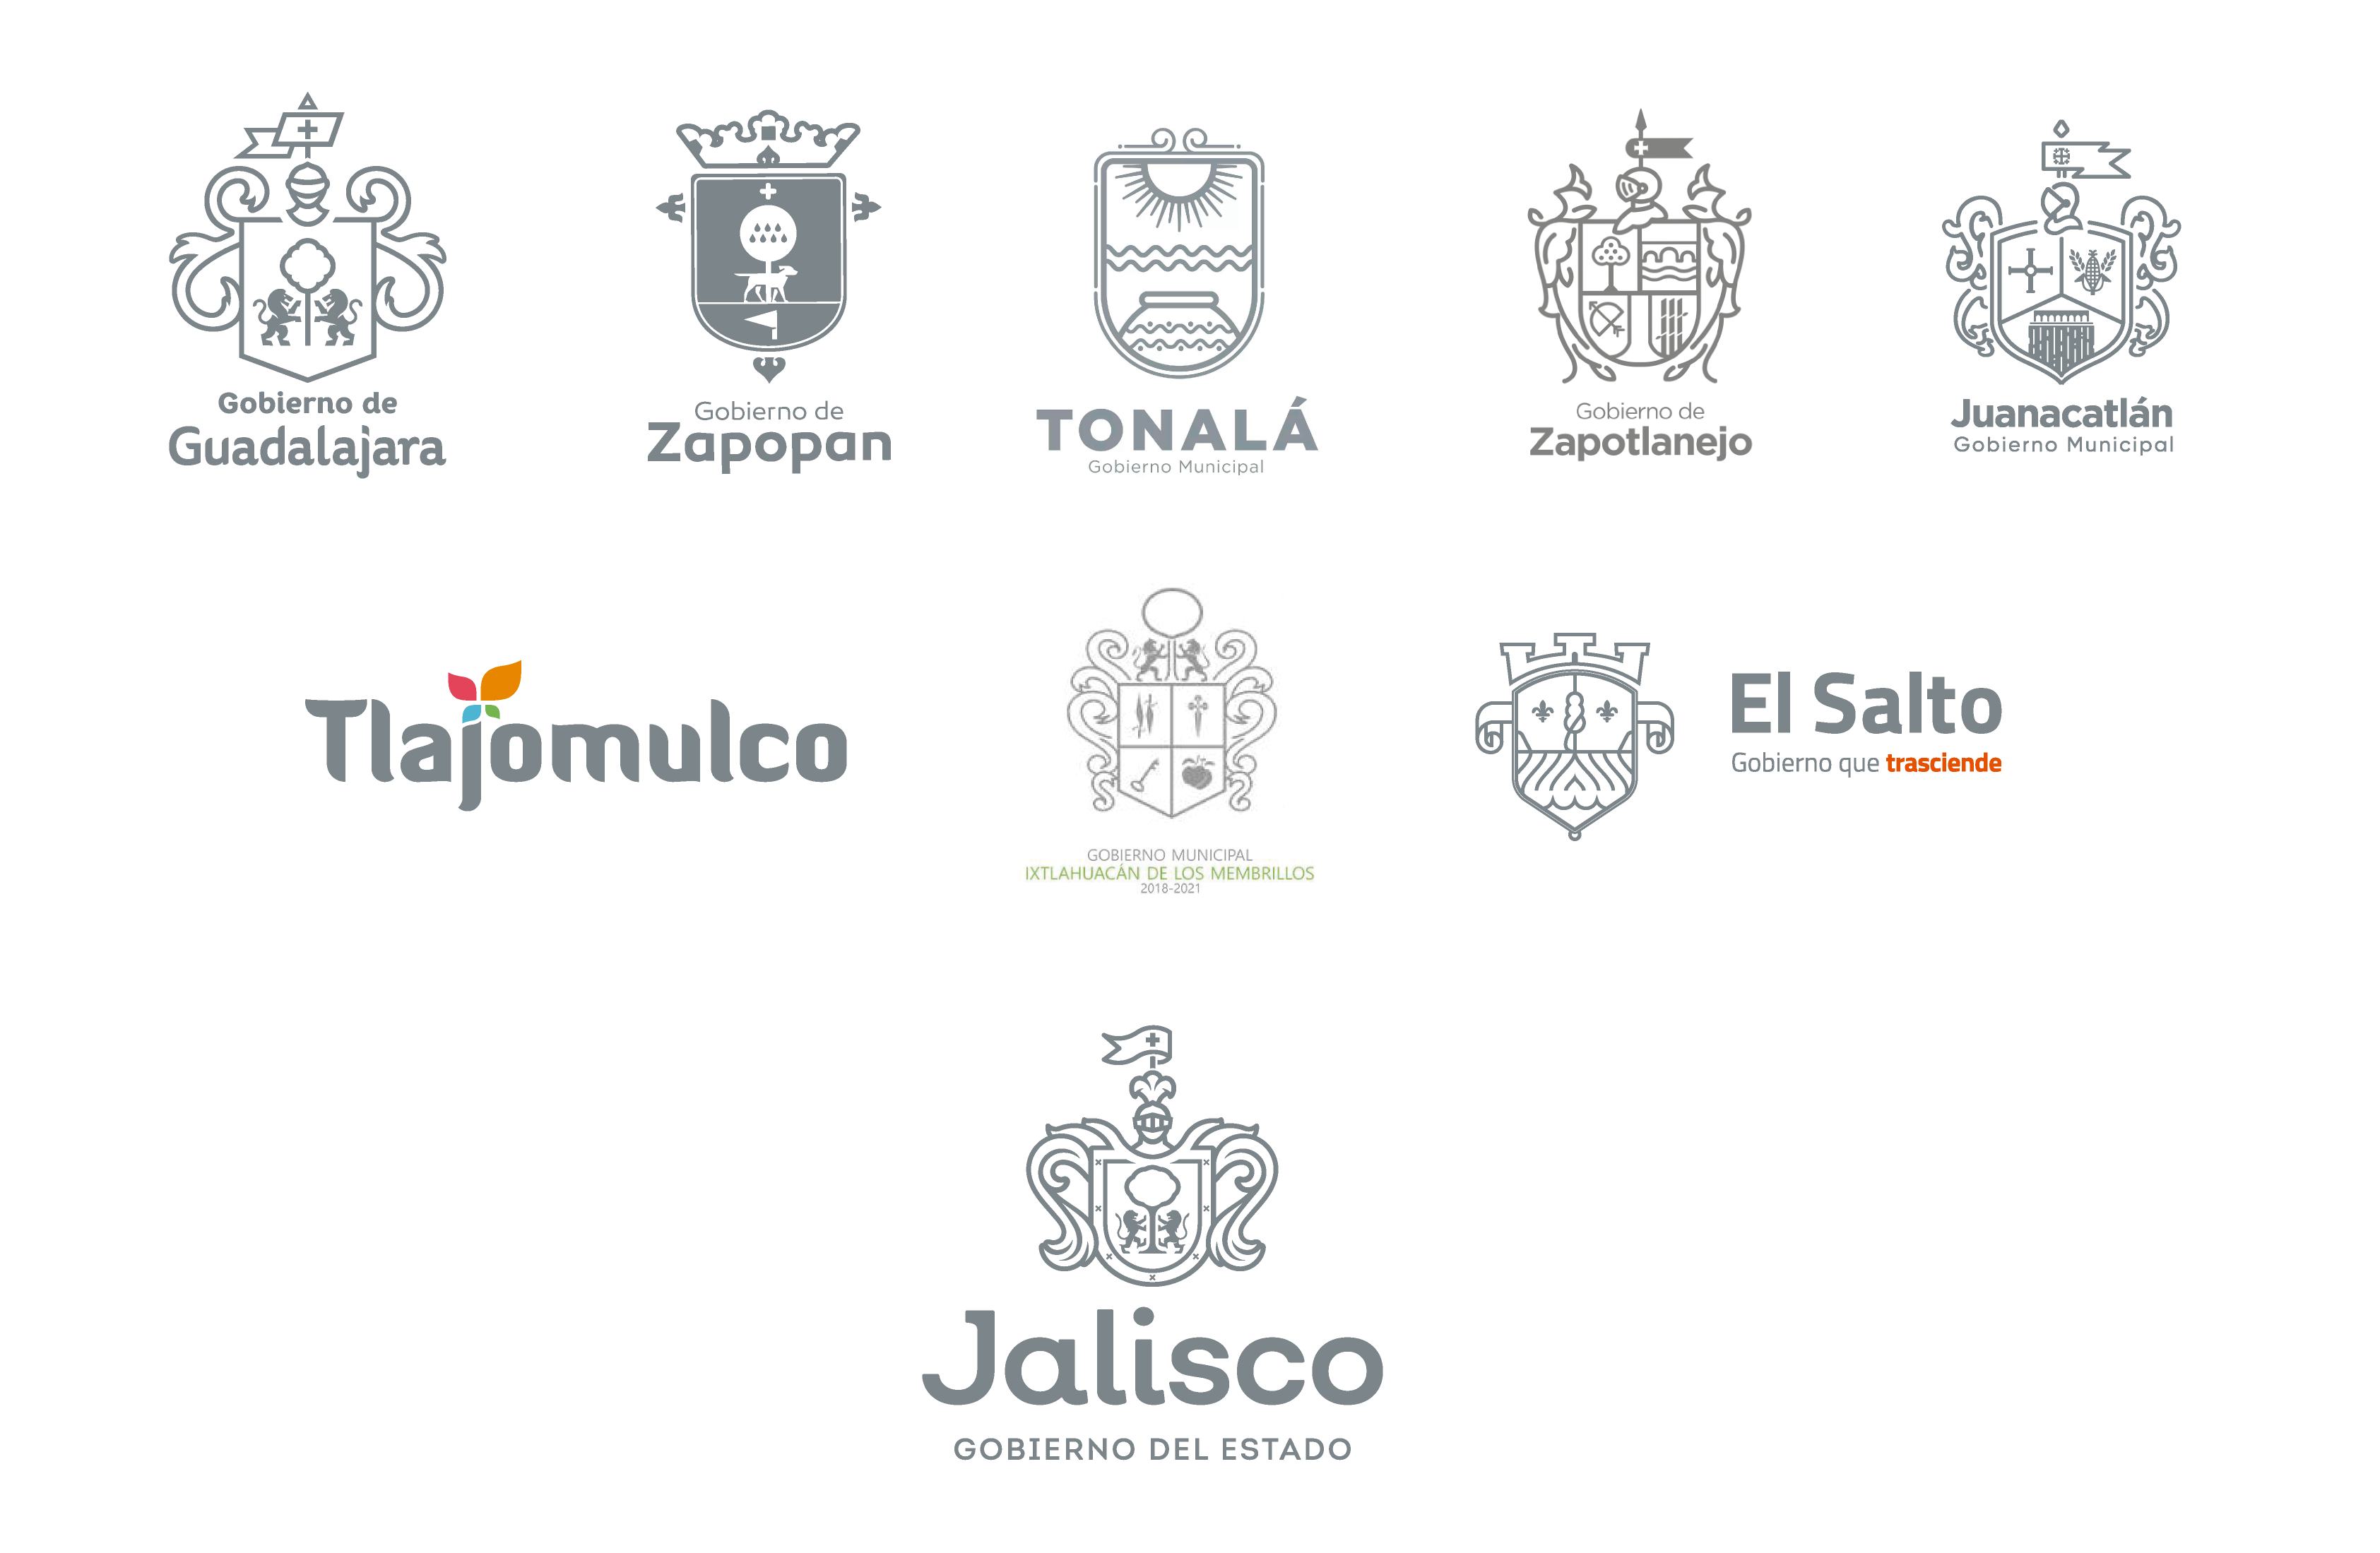 Gobierno de
Guadalajara
Gobierno de
Zapopan
TONALÁ
Gobierno Municipal
Gobierno de
Zapotlanejo
Juanacatlán
Gobierno Municipal
Tlajomulco
GOBIERNO MUNICIPAL
IXTLAHUACÁN DE LOS MEMBRILLOS
2018-2021
El Salto
Gobierno que trasciende
Jalisco
GOBIERNO DEL ESTADO